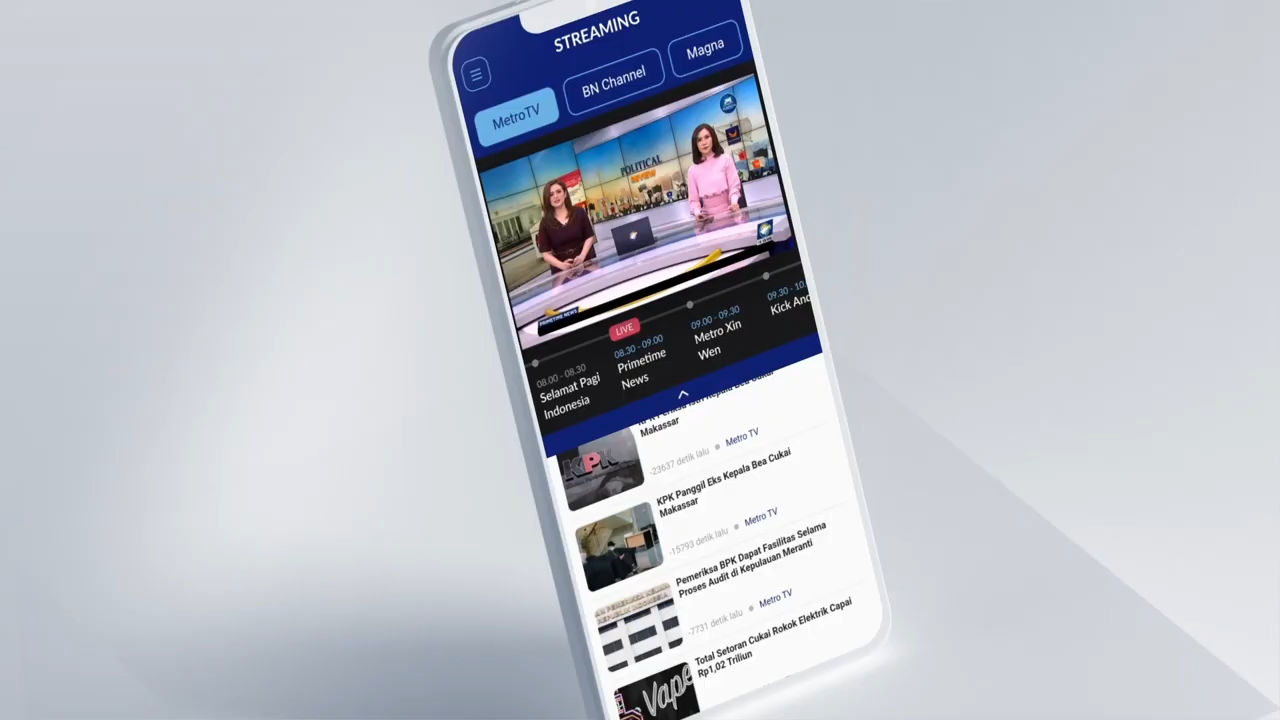 STREAMING
MetroTV
BN Channel
Magna
POLITICAL
REVIEW
PRIMETIME NEWS
LIVE
08.00 - 08.30
Selamat Pagi
Indonesia
08.30 - 09.00
Primetime
News
09.00 - 09.30
Metro Xin
Wen
09.30 - 10.
Kick And
Makassar
-23637 detik lalu
Metro TV
KPK
KPK Panggil Eks Kepala Bea Cukai
Makassar
-15793 detik lalu
Metro TV
Pemeriksa BPK Dapat Fasilitas Selama
Proses Audit di Kepulauan Meranti
-7731 detik lalu
Metro TV
Total Setoran Cukai Rokok Elektrik Capai
Rp1,02 Triliun
Vape